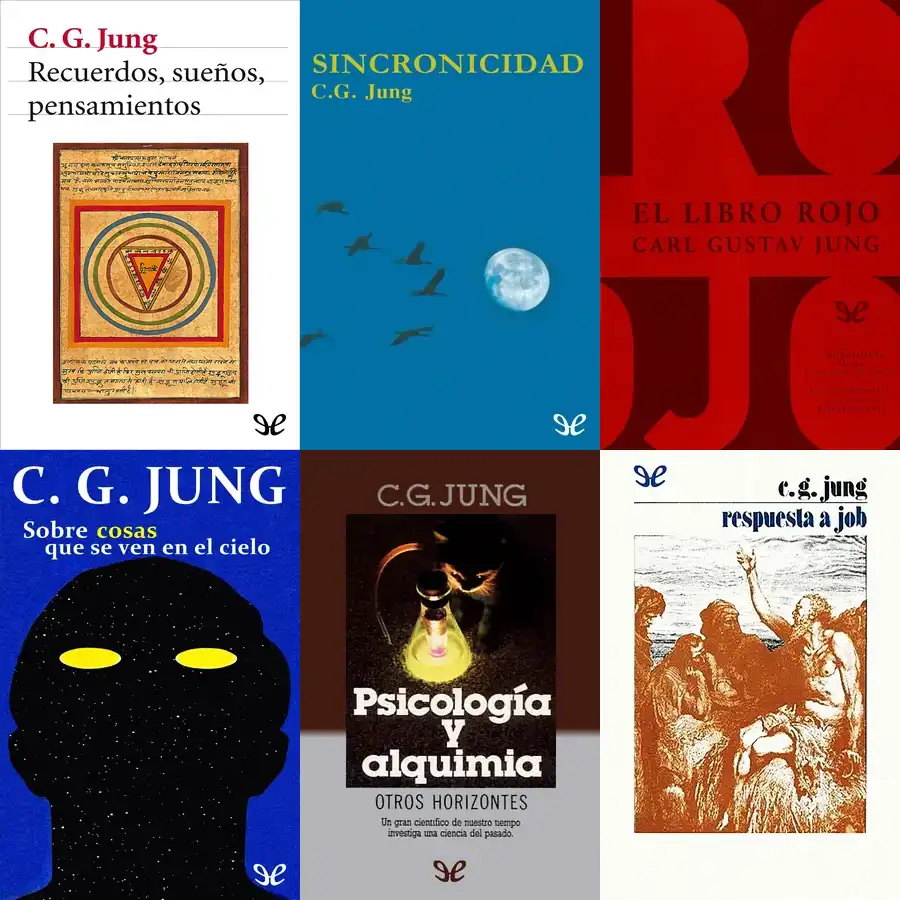 C. G. Jung
Recuerdos, sueños,
pensamientos
SINCRONICIDAD
C.G. Jung
EL LIBRO ROJO
CARL GUSTAV JUNG
C. G. JUNG
Sobre cosas
que se ven en el cielo
C.G.JUNG
Psicología
y
alquimia
OTROS HORIZONTES
Un gran científico de nuestro tiempo
investiga una ciencia del pasado.
c.g. jung
respuesta a job